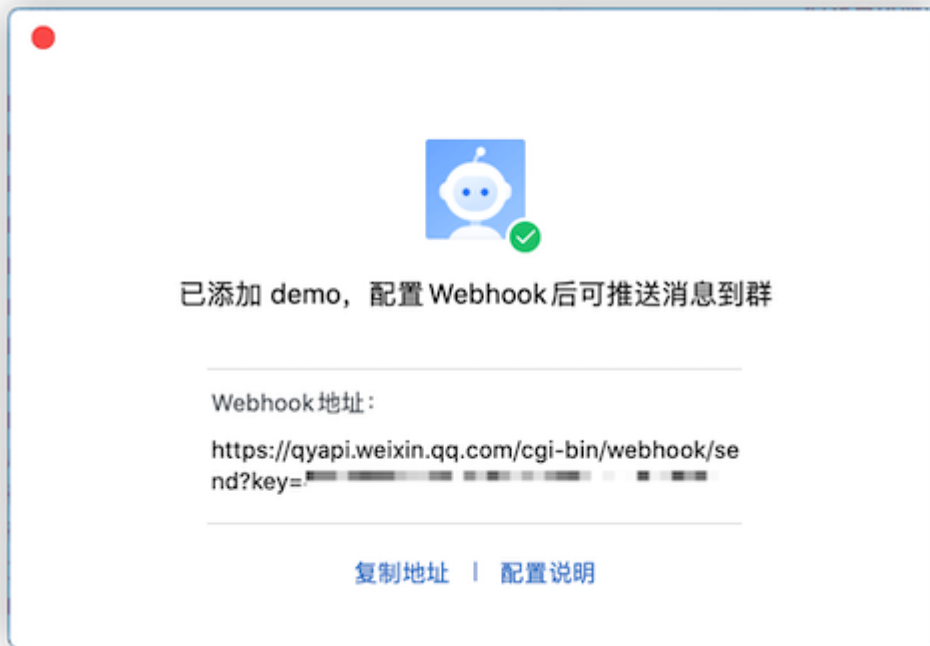 已添加 demo，配置 Webhook 后可推送消息到群
Webhook 地址：
https://qyapi.weixin.qq.com/cgi-bin/webhook/se
nd?key=
复制地址 | 配置说明